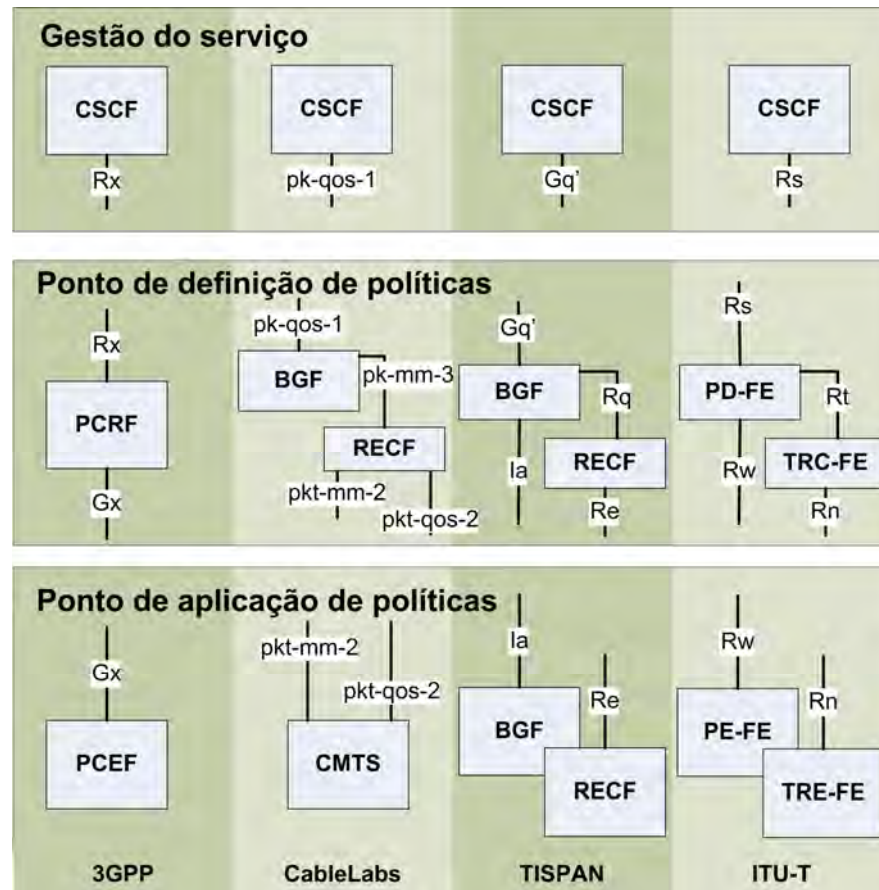 Gestão do serviço
CSCF
CSCF
CSCF
CSCF
Rx
pk-qos-1
Gq’
Rs
Ponto de definição de políticas
Rx
pk-qos-1
Gq’
Rs
BGF
pk-mm-3
BGF
Rq
PD-FE
Rt
PCRF
RECF
RECF
TRC-FE
Gx
pkt-mm-2
pkt-qos-2
Ia
Re
Rw
Rn
Ponto de aplicação de políticas
Gx
pkt-mm-2
pkt-qos-2
Ia
Re
Rw
Rn
PCEF
CMTS
BGF
RECF
PE-FE
TRE-FE
3GPP
CableLabs
TISPAN
ITU-T